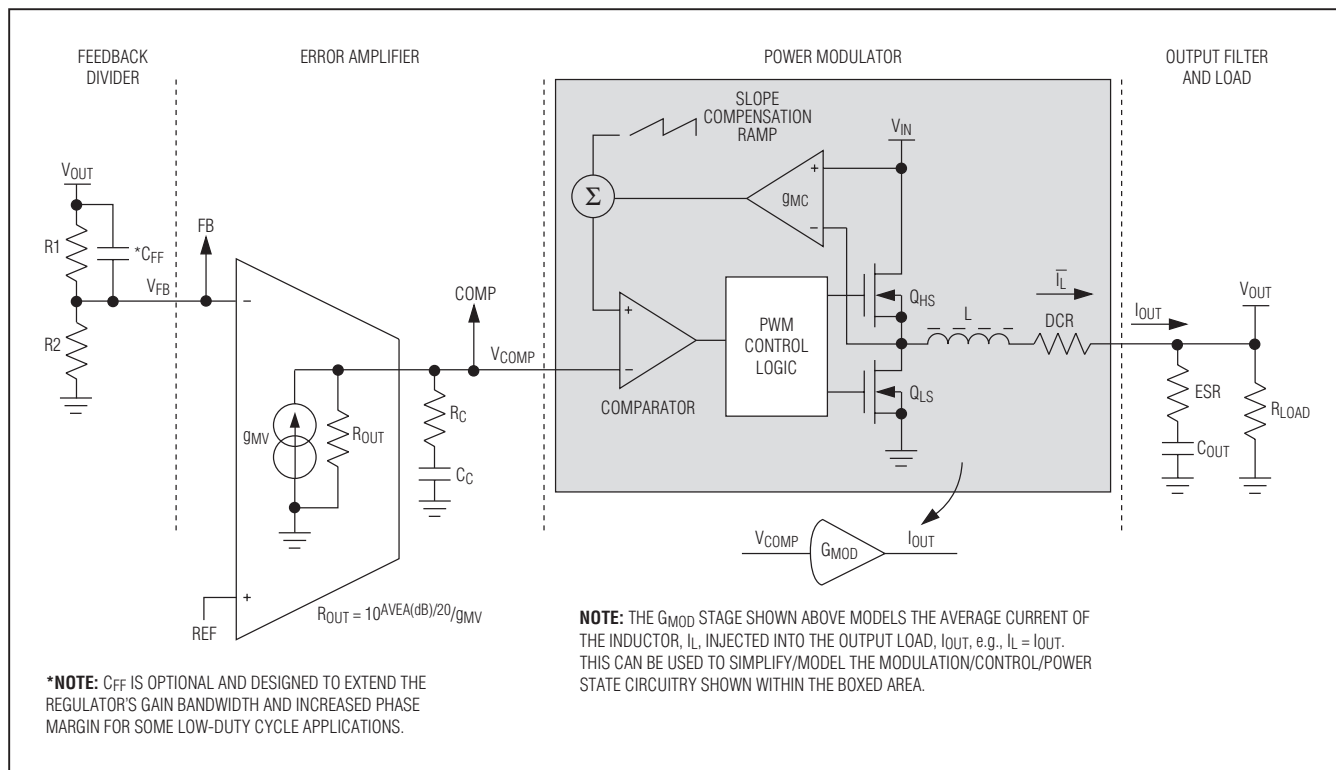 FEEDBACK
DIVIDER
ERROR AMPLIFIER
POWER MODULATOR
OUTPUT FILTER
AND LOAD
SLOPE
COMPENSATION
RAMP
VOUT
R1
*CFF
VFB
R2
FB
−
gMV
ROUT
+
REF
ROUT = 10^AVEA(dB)/20/gMV
COMP
VCOMP
RC
CC
Σ
gMC
+
−
VIN
+
−
COMPARATOR
PWM
CONTROL
LOGIC
QHS
QLS
IL
L
DCR
IOUT
VOUT
ESR
COUT
RLOAD
VCOMP
GMOD
IOUT
*NOTE: CFF IS OPTIONAL AND DESIGNED TO EXTEND THE
REGULATOR'S GAIN BANDWIDTH AND INCREASED PHASE
MARGIN FOR SOME LOW-DUTY CYCLE APPLICATIONS.
NOTE: THE GMOD STAGE SHOWN ABOVE MODELS THE AVERAGE CURRENT OF
THE INDUCTOR, IL, INJECTED INTO THE OUTPUT LOAD, IOUT, e.g., IL = IOUT.
THIS CAN BE USED TO SIMPLIFY/MODEL THE MODULATION/CONTROL/POWER
STATE CIRCUITRY SHOWN WITHIN THE BOXED AREA.